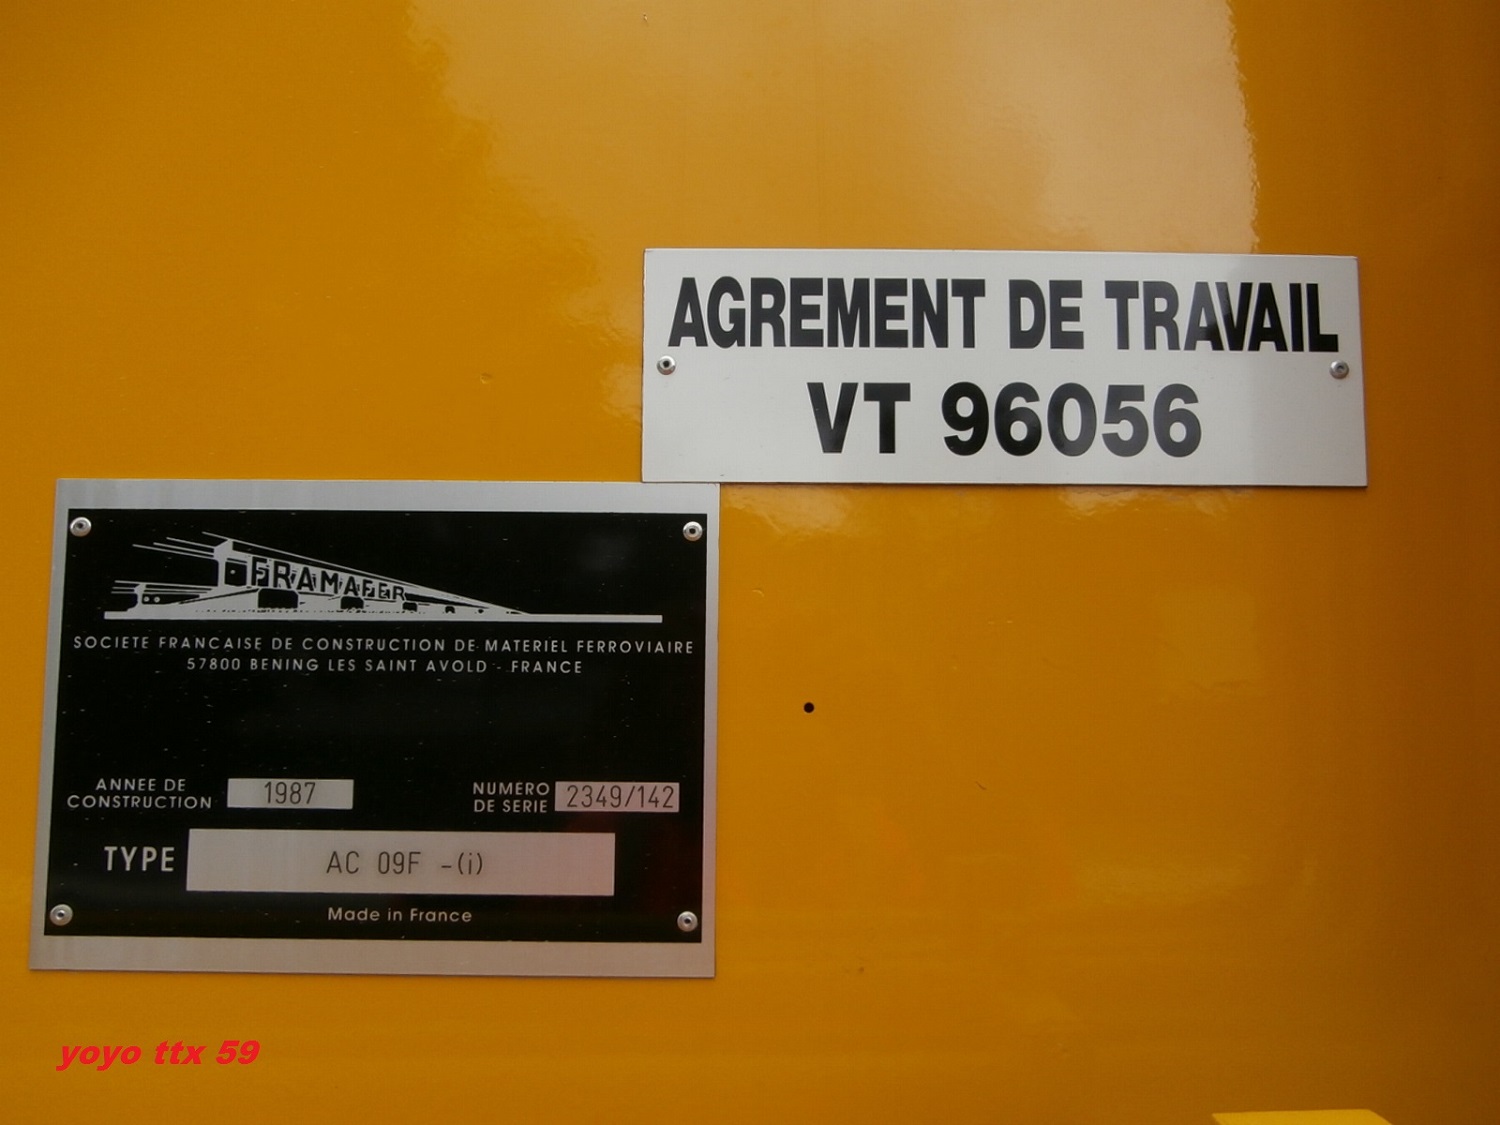 AGREMENT DE TRAVAIL
VT 96056
FRAMAFER
SOCIETE FRANCAISE DE CONSTRUCTION DE MATERIEL FERROVIAIRE
57800 BENING LES SAINT AVOLD - FRANCE
ANNEE DE CONSTRUCTION 1987
NUMERO DE SERIE 2349/142
TYPE AC 09F -(i)
Made in France
yoyo ttx 59